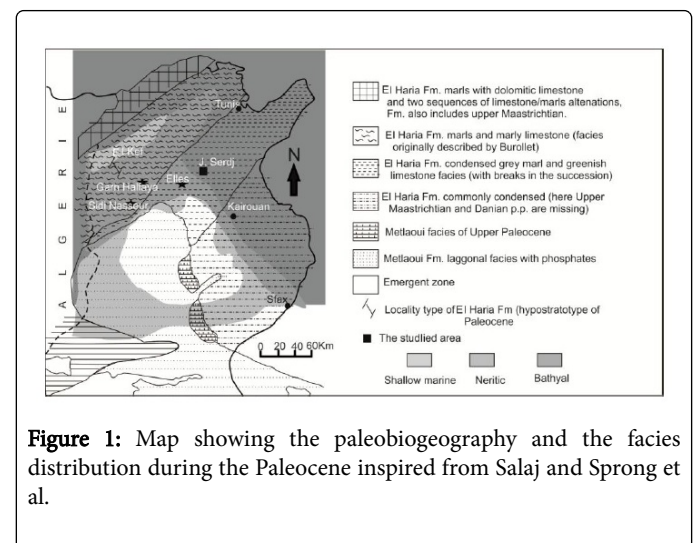 Tunis
El Kef
J. Serdj
N
Garn Halfaya
Elles
Sidi Nasseur
Kairouan
Sfax
0 20 40 60Km
A L G E R I E
El Haria Fm. marls with dolomitic limestone
and two sequences of limestone/marls altenations,
Fm. also includes upper Maastrichtian.
El Haria Fm. marls and marly limestone (facies
originally described by Burollet)
El Haria Fm. condensed grey marl and greenish
limestone facies (with breaks in the succession)
El Haria Fm. commonly condensed (here Upper
Maastrichtian and Danian p.p. are missing)
Metlaoui facies of Upper Paleocene
Metlaoui Fm. laggonal facies with phosphates
Emergent zone
Locality type of El Haria Fm (hypostratotype of
Paleocene
The studlied area
Shallow marine Neritic Bathyal
Figure 1: Map showing the paleobiogeography and the facies
distribution during the Paleocene inspired from Salaj and Sprong et
al.